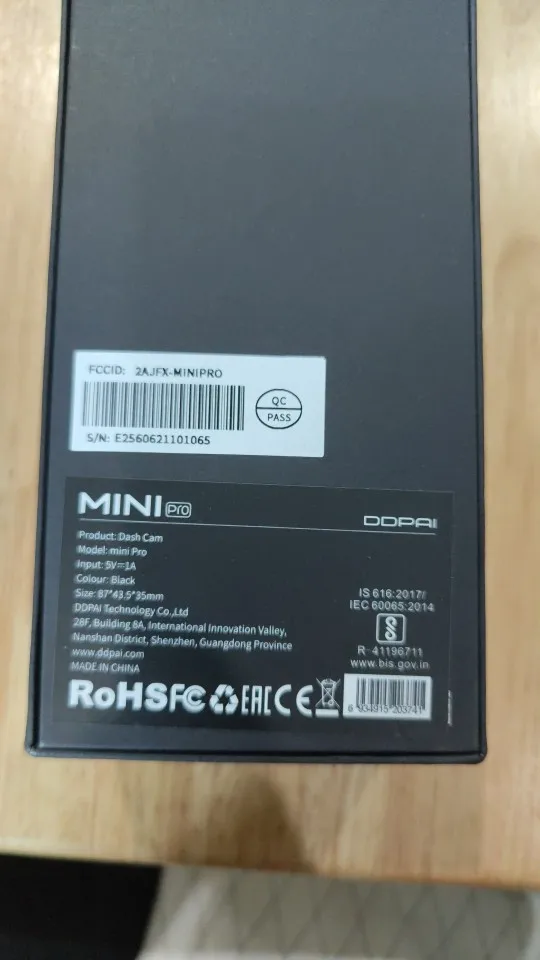 FCCID: 2AJFX-MINIPRO
QC
PASS
S/N: E2560621101065
MINI Pro
DDPAI
Product: Dash Cam
Model: mini Pro
Input: 5V⎓1A
Colour: Black
Size: 87*43.5*35mm
DDPAI Technology Co.,Ltd
28F, Building 8A, International Innovation Valley,
Nanshan District, Shenzhen, Guangdong Province
www.ddpai.com
MADE IN CHINA
IS 616:2017/
IEC 60065:2014
R-41196711
www.bis.gov.in
RoHS FC EAC CE
6 934915 203741